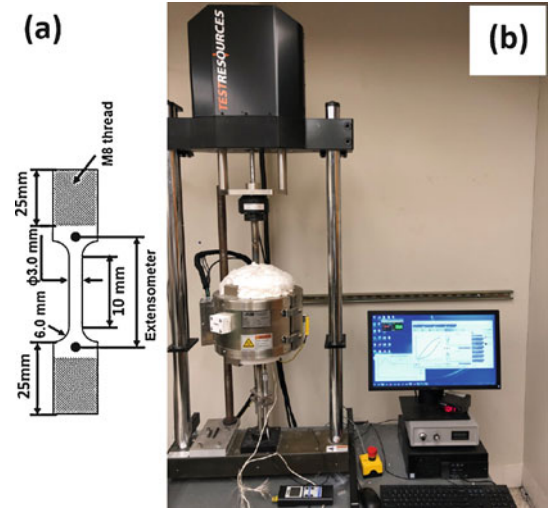 (a)
(b)
TESTRESOURCES
M8 thread
25mm
ϕ3.0 mm
10 mm
Extensometer
6.0 mm
25mm